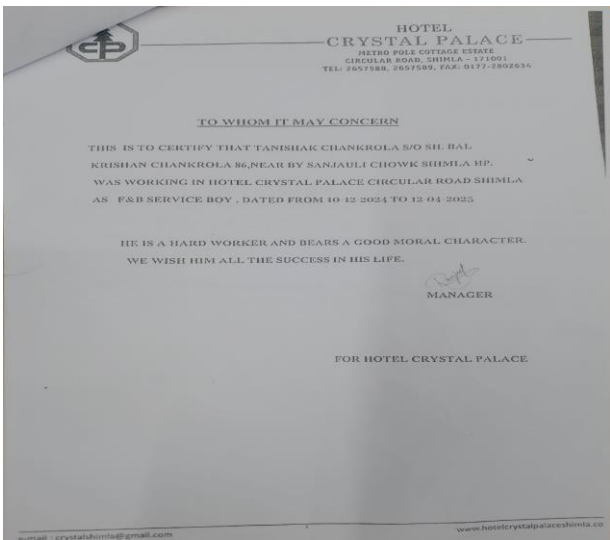 HOTEL
CRYSTAL PALACE
METRO POLE COTTAGE ESTATE
CIRCULAR ROAD, SHIMLA - 171001
TEL: 2657588, 2657589, FAX: 0177-2802634
TO WHOM IT MAY CONCERN
THIS IS TO CERTIFY THAT TANISHAK CHANKROLA S/O SH. BAL
KRISHAN CHANKROLA 86,NEAR BY SANJAULI CHOWK SHIMLA HP.
WAS WORKING IN HOTEL CRYSTAL PALACE CIRCULAR ROAD SHIMLA
AS F&B SERVICE BOY , DATED FROM 10-12-2024 TO 12-04-2025
HE IS A HARD WORKER AND BEARS A GOOD MORAL CHARACTER.
WE WISH HIM ALL THE SUCCESS IN HIS LIFE.
MANAGER
FOR HOTEL CRYSTAL PALACE
e-mail : crystalshimla@gmail.com
www.hotelcrystalpalaceshimla.co